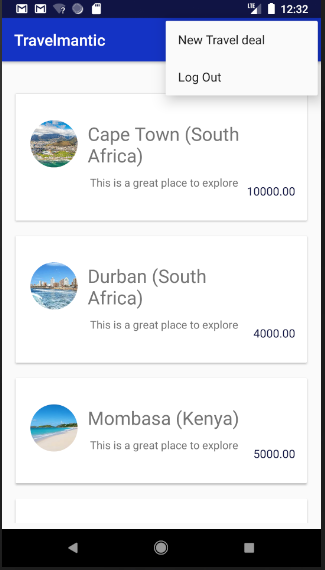 LTE
12:32
Travelmantic
New Travel deal
Log Out
Cape Town (South
Africa)
This is a great place to explore
10000.00
Durban (South
Africa)
This is a great place to explore
4000.00
Mombasa (Kenya)
This is a great place to explore
5000.00